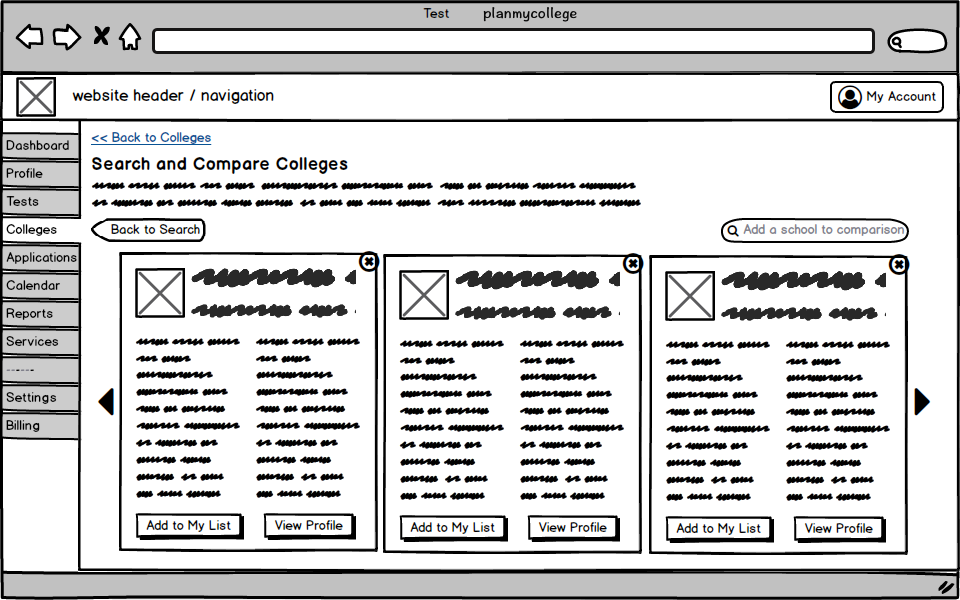 Test planmycollege
website header / navigation
My Account
Dashboard
Profile
Tests
Colleges
Applications
Calendar
Reports
Services
Settings
Billing
<< Back to Colleges
Search and Compare Colleges
Back to Search
Add a school to comparison
Add to My List View Profile
Add to My List View Profile
Add to My List View Profile